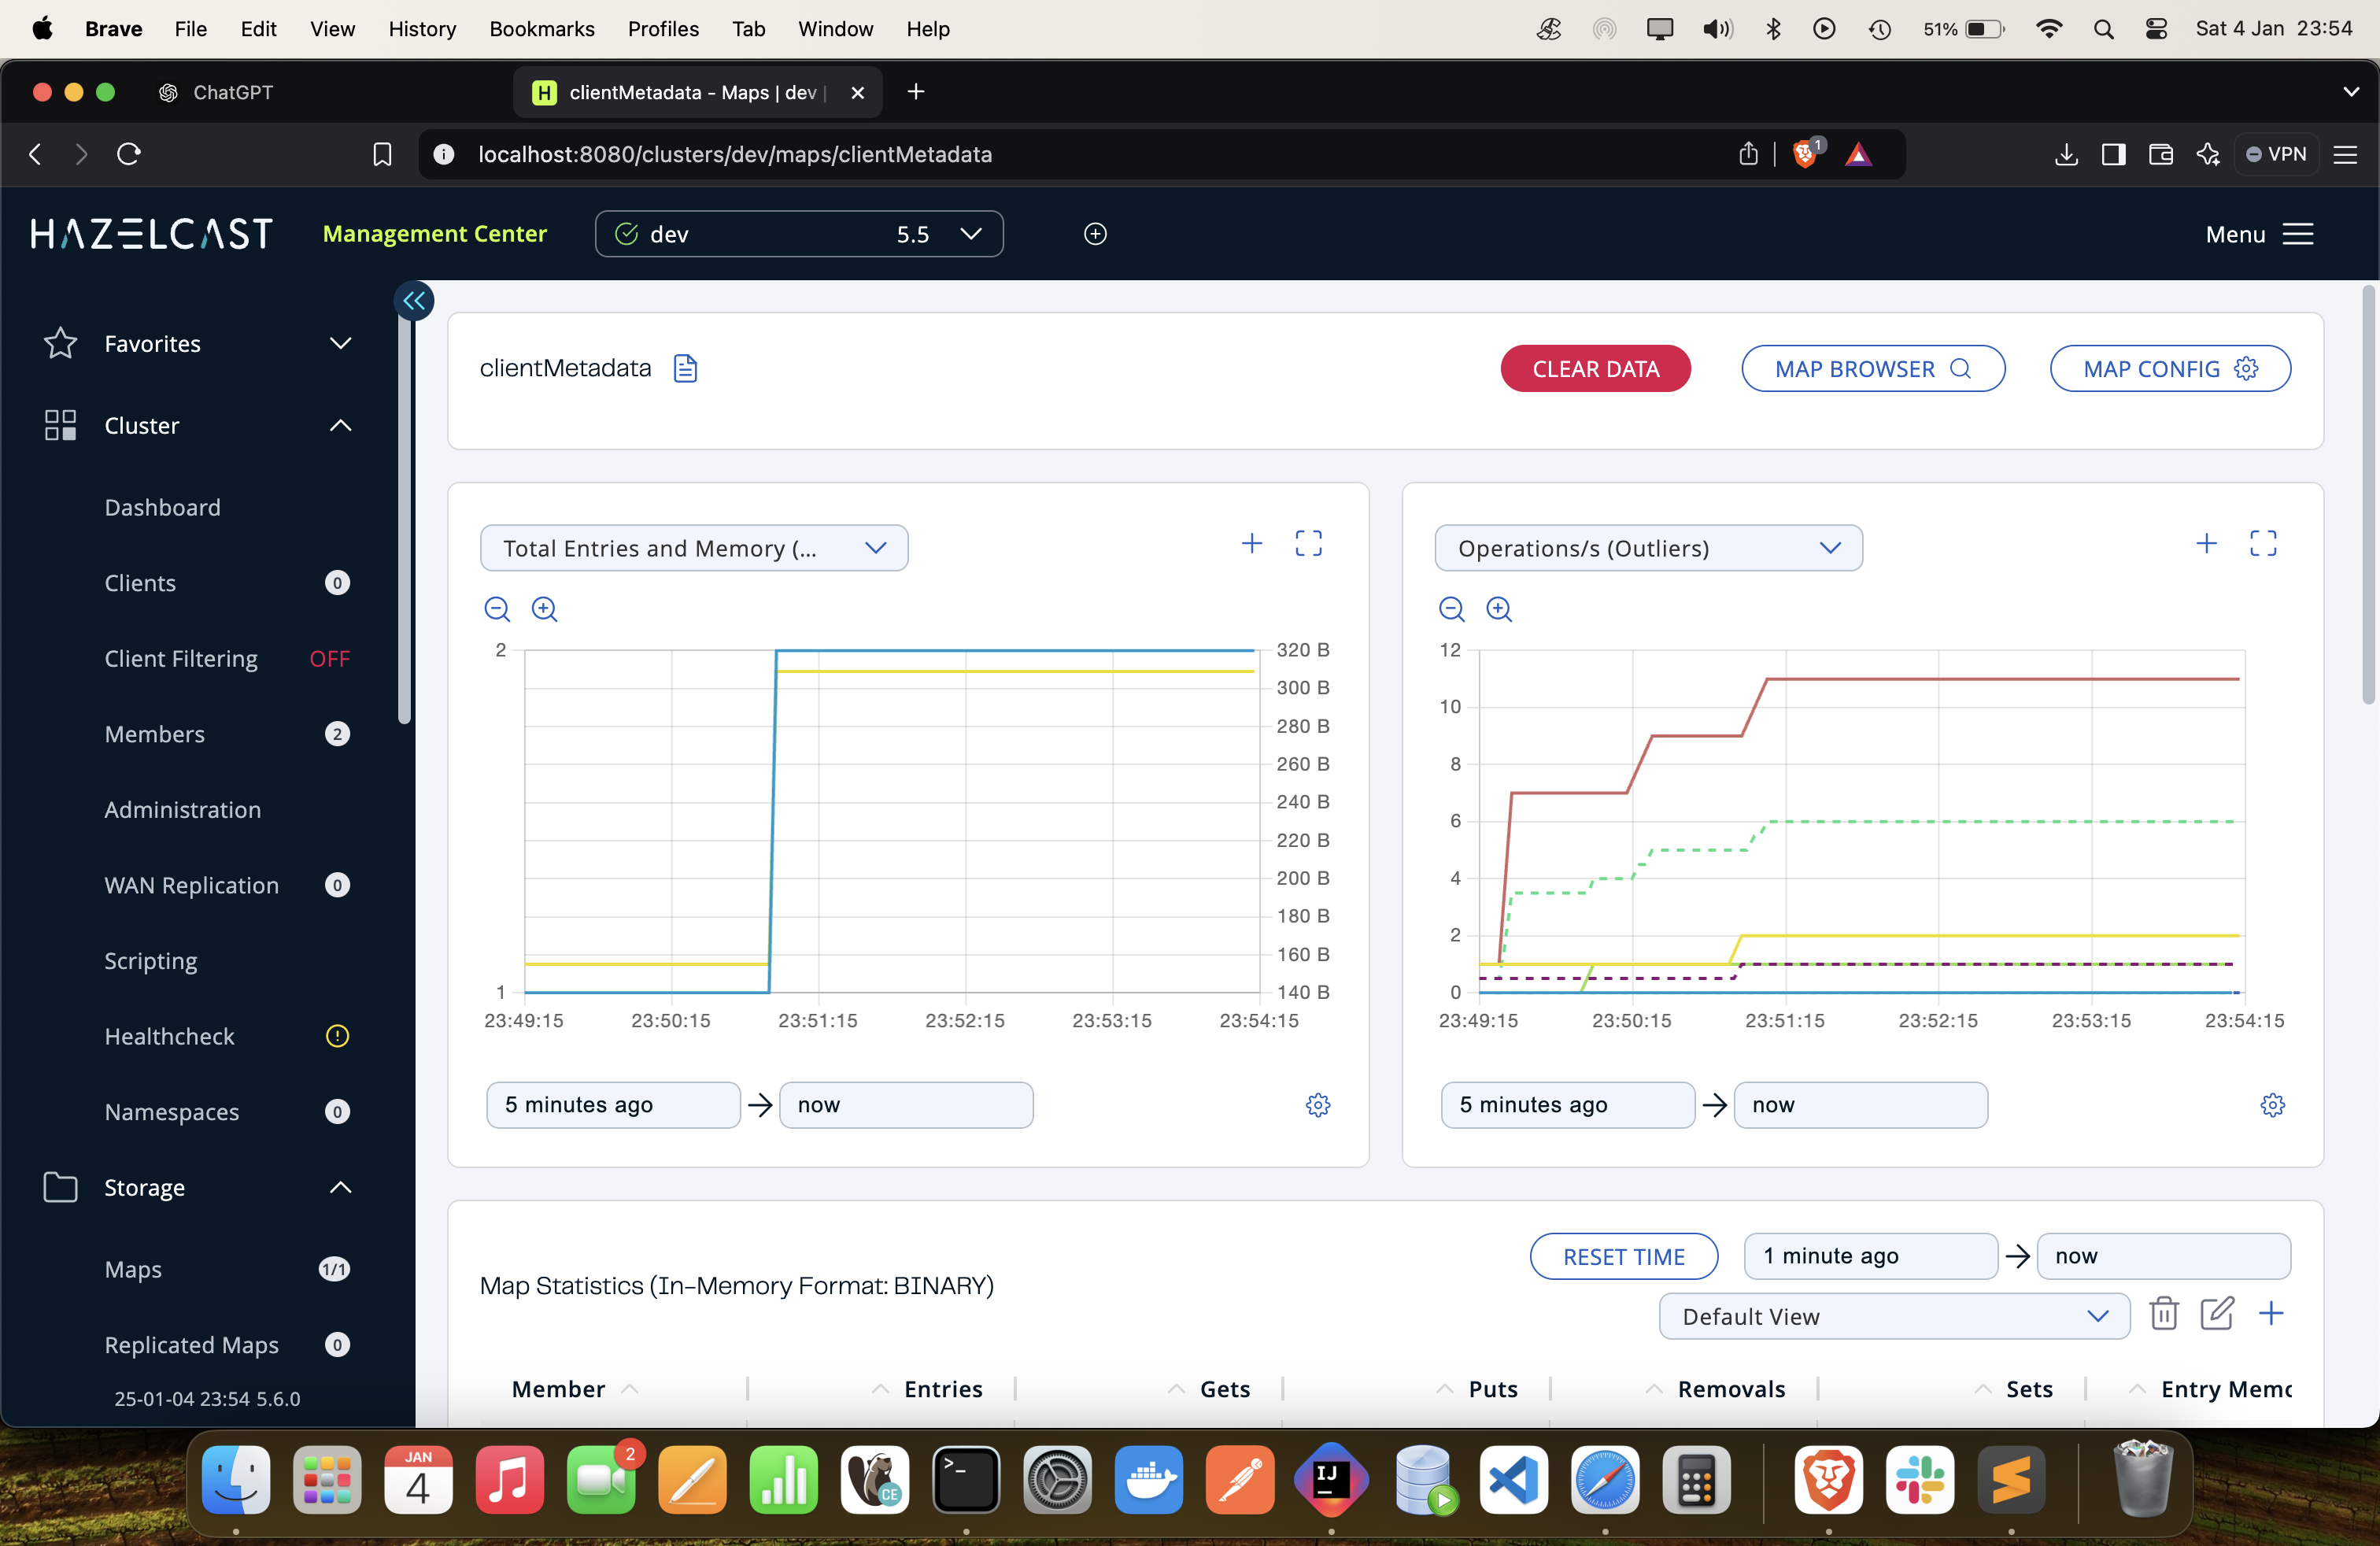 Brave File Edit View History Bookmarks Profiles Tab Window Help 51% Sat 4 Jan 23:54
ChatGPT
H clientMetadata - Maps | dev |
localhost:8080/clusters/dev/maps/clientMetadata 1 VPN
HAZELCAST Management Center dev 5.5 Menu
Favorites
Cluster
Dashboard
Clients 0
Client Filtering OFF
Members 2
Administration
WAN Replication 0
Scripting
Healthcheck
Namespaces 0
Storage
Maps 1/1
Replicated Maps 0
25-01-04 23:54 5.6.0
clientMetadata CLEAR DATA MAP BROWSER MAP CONFIG
Total Entries and Memory (...
2
1
320 B
300 B
280 B
260 B
240 B
220 B
200 B
180 B
160 B
140 B
23:49:15 23:50:15 23:51:15 23:52:15 23:53:15 23:54:15
5 minutes ago → now
Operations/s (Outliers)
12
10
8
6
4
2
0
23:49:15 23:50:15 23:51:15 23:52:15 23:53:15 23:54:15
5 minutes ago → now
RESET TIME 1 minute ago → now
Map Statistics (In-Memory Format: BINARY)
Default View
Member Entries Gets Puts Removals Sets Entry Memo
JAN
4
2
CE
>_
IJ